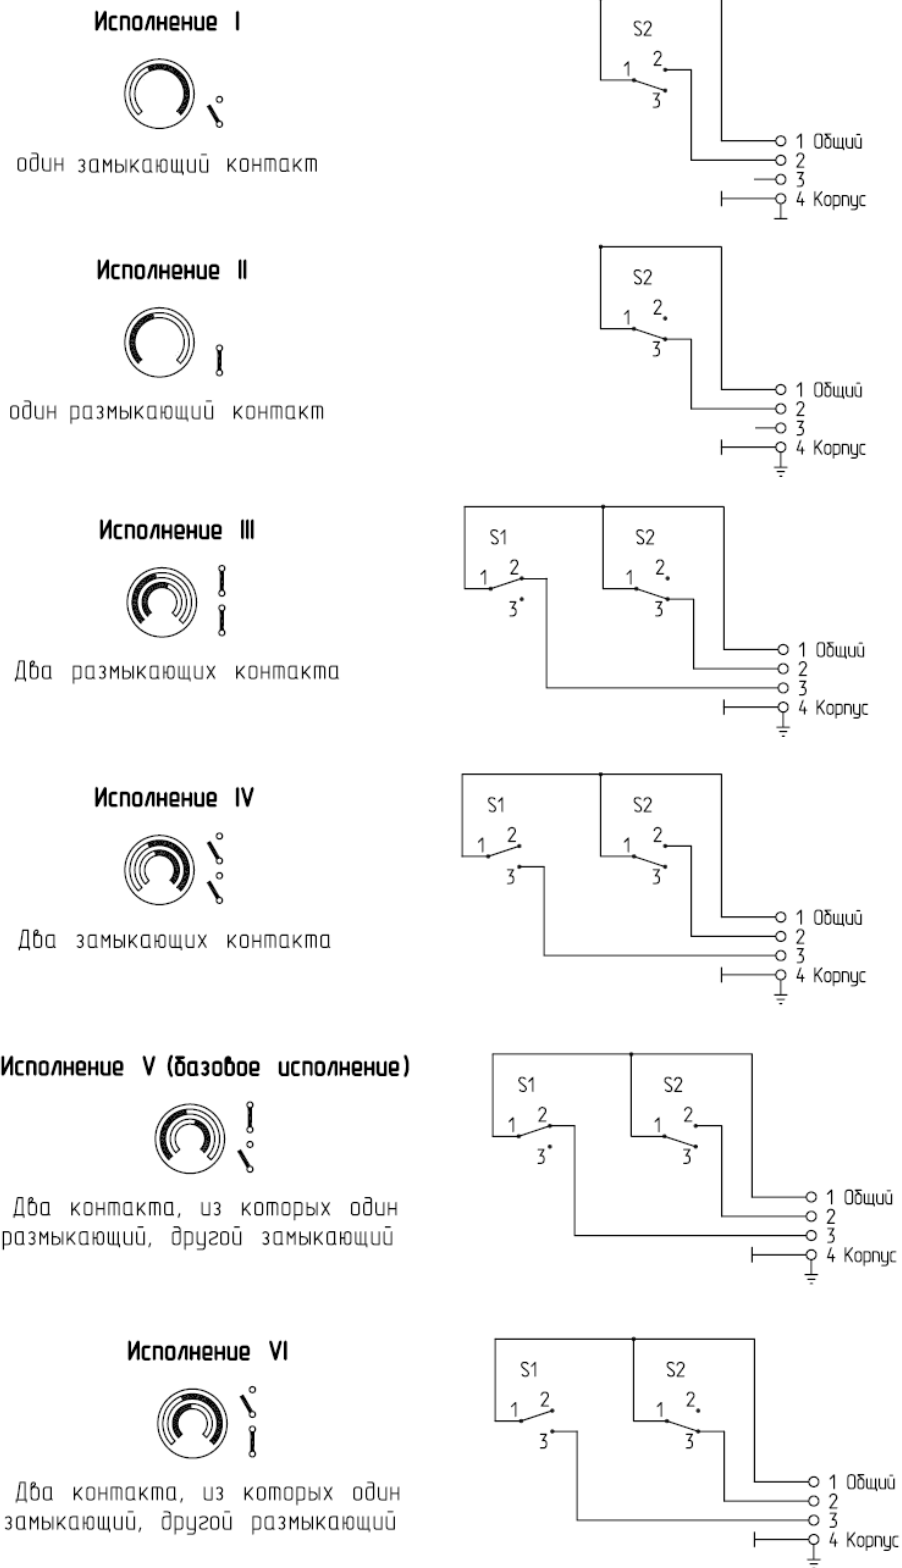 Исполнение I
S2
1
2
3
1 Общий
2
3
4 Корпус
один замыкающий контакт
Исполнение II
S2
1
2
3
1 Общий
2
3
4 Корпус
один размыкающий контакт
Исполнение III
S1
S2
1
2
3
1
2
3
1 Общий
2
3
4 Корпус
Два размыкающих контакта
Исполнение IV
S1
S2
1
2
3
1
2
3
1 Общий
2
3
4 Корпус
Два замыкающих контакта
Исполнение V (базовое исполнение)
S1
S2
1
2
3
1
2
3
1 Общий
2
3
4 Корпус
Два контакта, из которых один
размыкающий, другой замыкающий
Исполнение VI
S1
S2
1
2
3
1
2
3
1 Общий
2
3
4 Корпус
Два контакта, из которых один
замыкающий, другой размыкающий